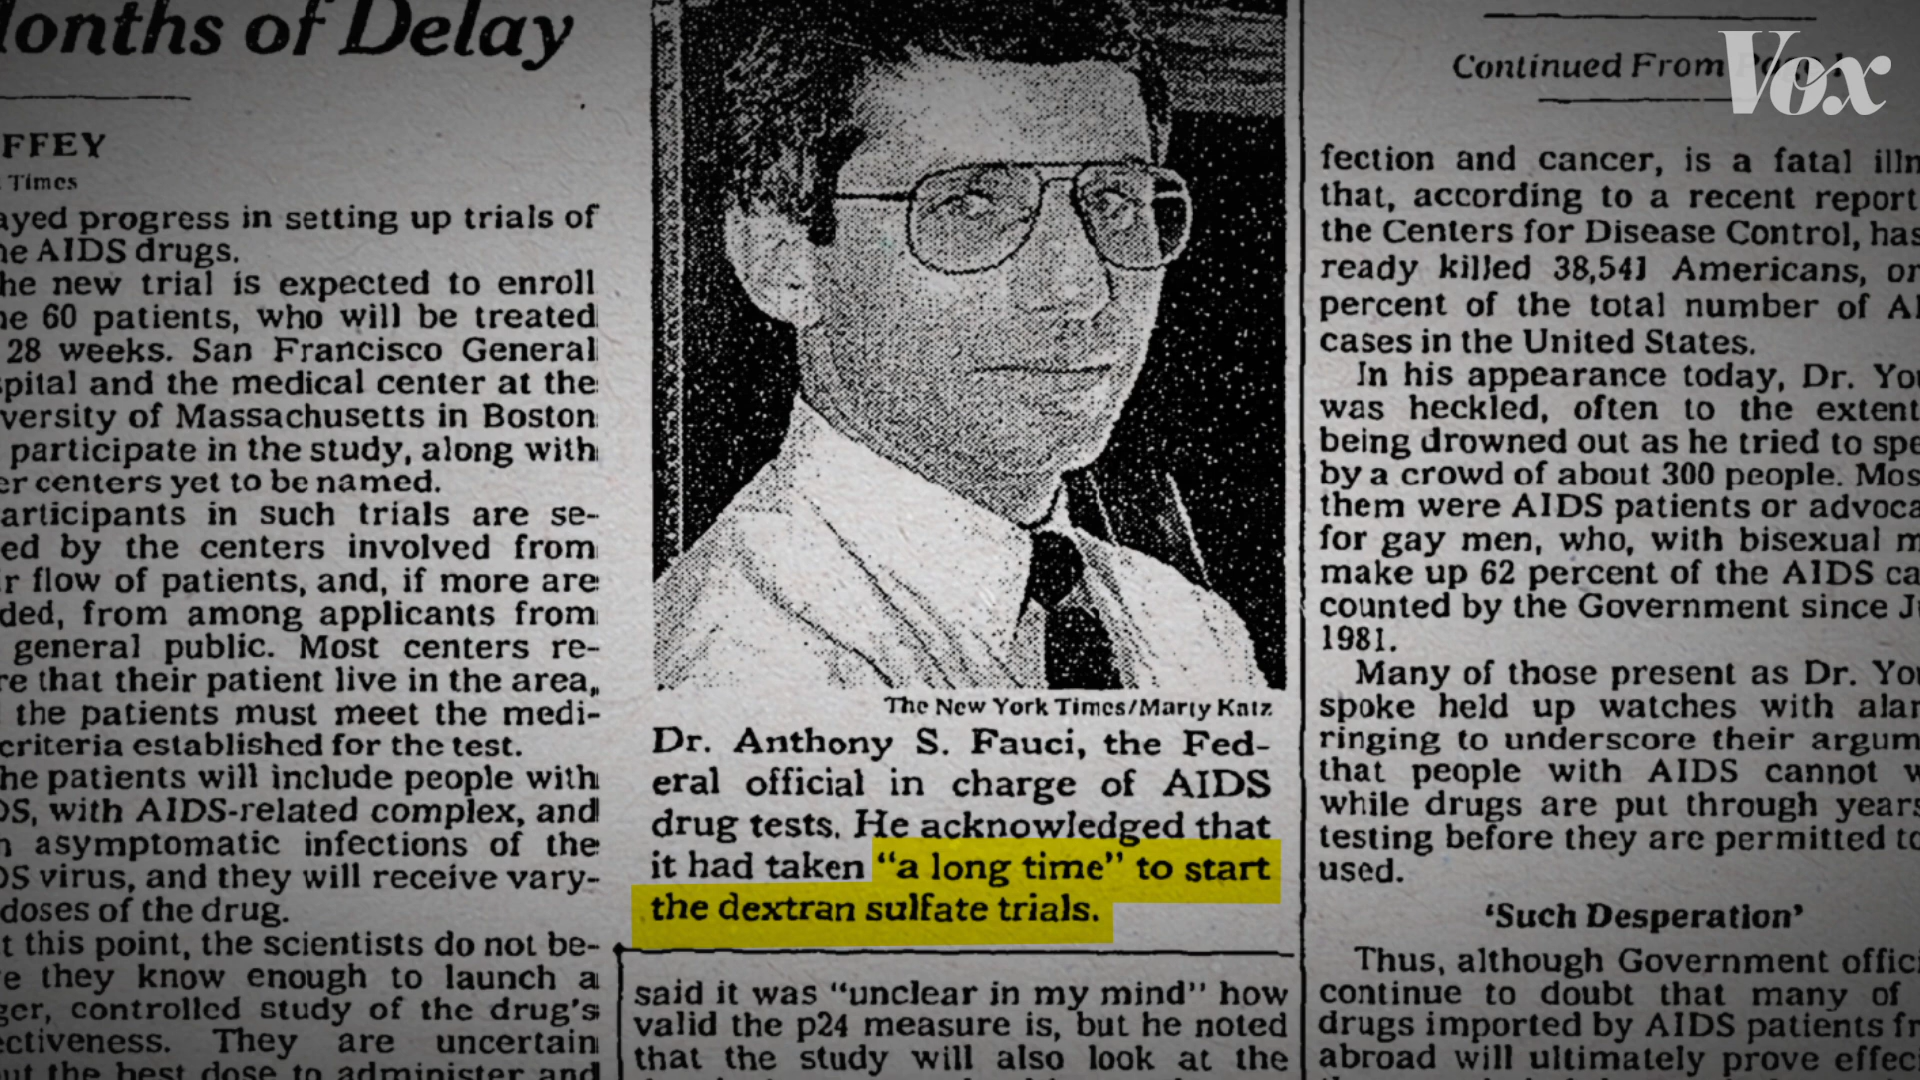 onths of Delay
FFEY
Times
ayed progress in setting up trials of
he AIDS drugs.
he new trial is expected to enroll
60 patients, who will be treated
28 weeks. San Francisco General
spital and the medical center at the
versity of Massachusetts in Boston
participate in the study, along with
er centers yet to be named.
articipants in such trials are se-
ed by the centers involved from
r flow of patients, and, if more are
ded, from among applicants from
general public. Most centers re-
re that their patient live in the area,
the patients must meet the medi-
criteria established for the test.
he patients will include people with
DS, with AIDS-related complex, and
asymptomatic infections of the
DS virus, and they will receive vary-
doses of the drug.
t this point, the scientists do not be-
e they know enough to launch a
ger, controlled study of the drug's
ectiveness. They are uncertain
ut the best dose to administer and
The New York Times/Marty Katz
Dr. Anthony S. Fauci, the Fed-
eral official in charge of AIDS
drug tests. He acknowledged that
it had taken "a long time" to start
the dextran sulfate trials.
said it was "unclear in my mind" how
valid the p24 measure is, but he noted
that the study will also look at the
Continued From
Vox
fection and cancer, is a fatal illn
that, according to a recent report
the Centers for Disease Control, has
ready killed 38,541 Americans, or
percent of the total number of AI
cases in the United States.
In his appearance today, Dr. You
was heckled, often to the extent
being drowned out as he tried to spe
by a crowd of about 300 people. Mos
them were AIDS patients or advoca
for gay men, who, with bisexual m
make up 62 percent of the AIDS ca
counted by the Government since Ju
1981.
Many of those present as Dr. You
spoke held up watches with alar
ringing to underscore their argum
that people with AIDS cannot w
while drugs are put through years
testing before they are permitted to
used.
'Such Desperation'
Thus, although Government offici
continue to doubt that many of
drugs imported by AIDS patients fr
abroad will ultimately prove effec